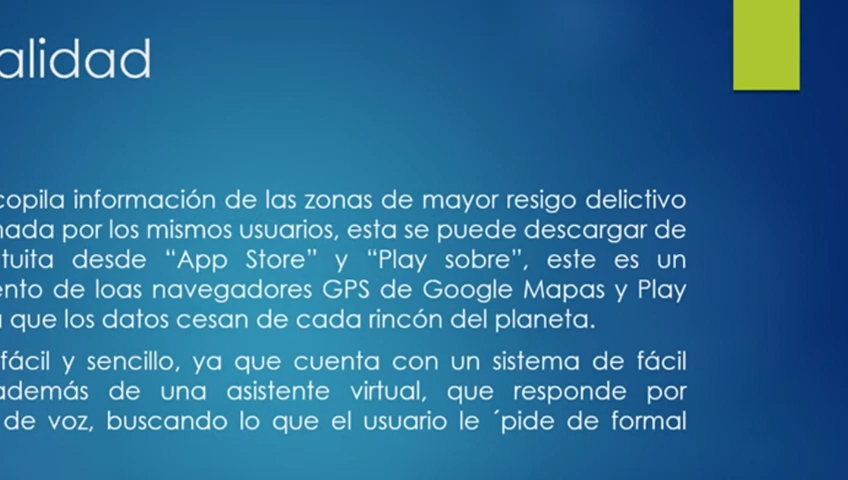 alidad
copila información de las zonas de mayor resigo delictivo
nada por los mismos usuarios, esta se puede descargar de
tuita desde “App Store” y “Play sobre”, este es un
ento de loas navegadores GPS de Google Mapas y Play
a que los datos cesan de cada rincón del planeta.
fácil y sencillo, ya que cuenta con un sistema de fácil
además de una asistente virtual, que responde por
de voz, buscando lo que el usuario le ´pide de formal